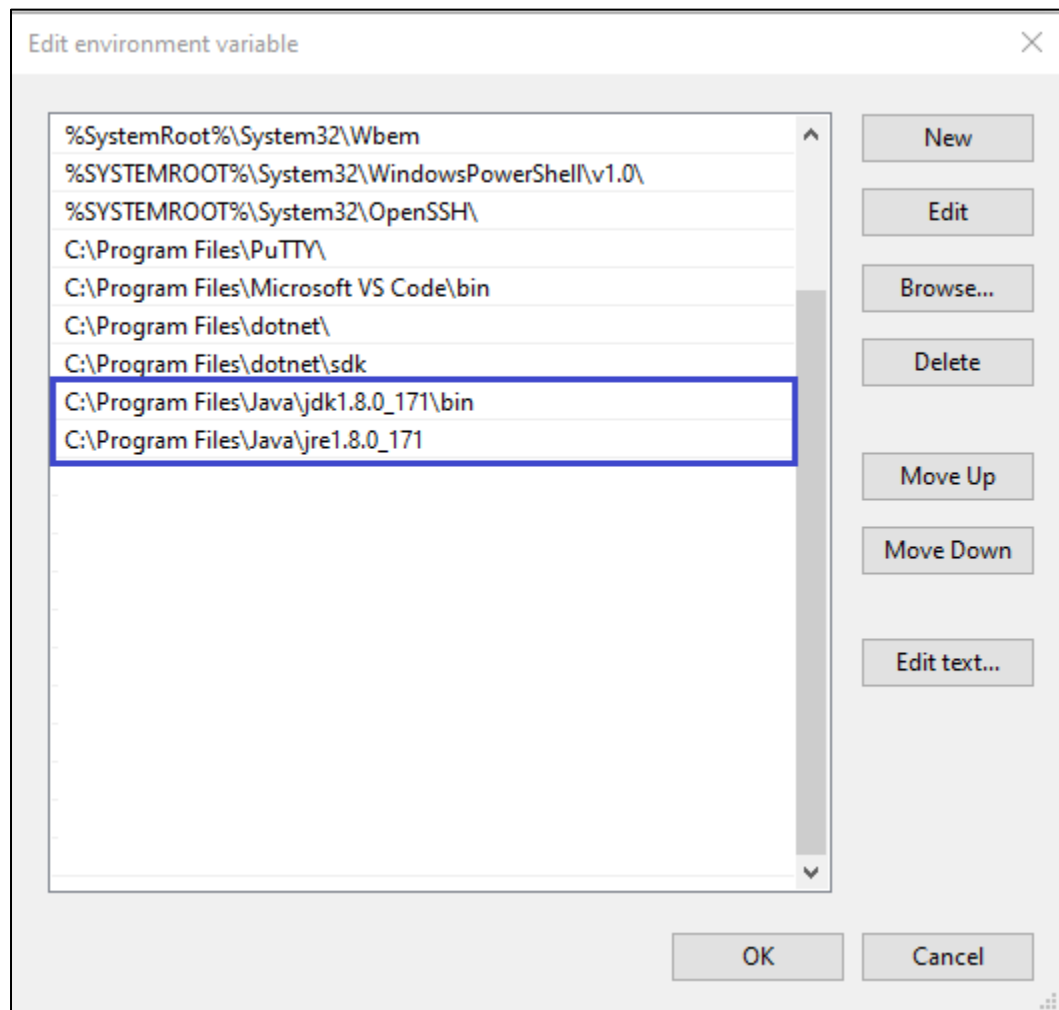 Edit environment variable
%SystemRoot%\System32\Wbem
%SYSTEMROOT%\System32\WindowsPowerShell\v1.0\
%SYSTEMROOT%\System32\OpenSSH\
C:\Program Files\PuTTY\
C:\Program Files\Microsoft VS Code\bin
C:\Program Files\dotnet\
C:\Program Files\dotnet\sdk
C:\Program Files\Java\jdk1.8.0_171\bin
C:\Program Files\Java\jre1.8.0_171
New
Edit
Browse...
Delete
Move Up
Move Down
Edit text...
OK
Cancel